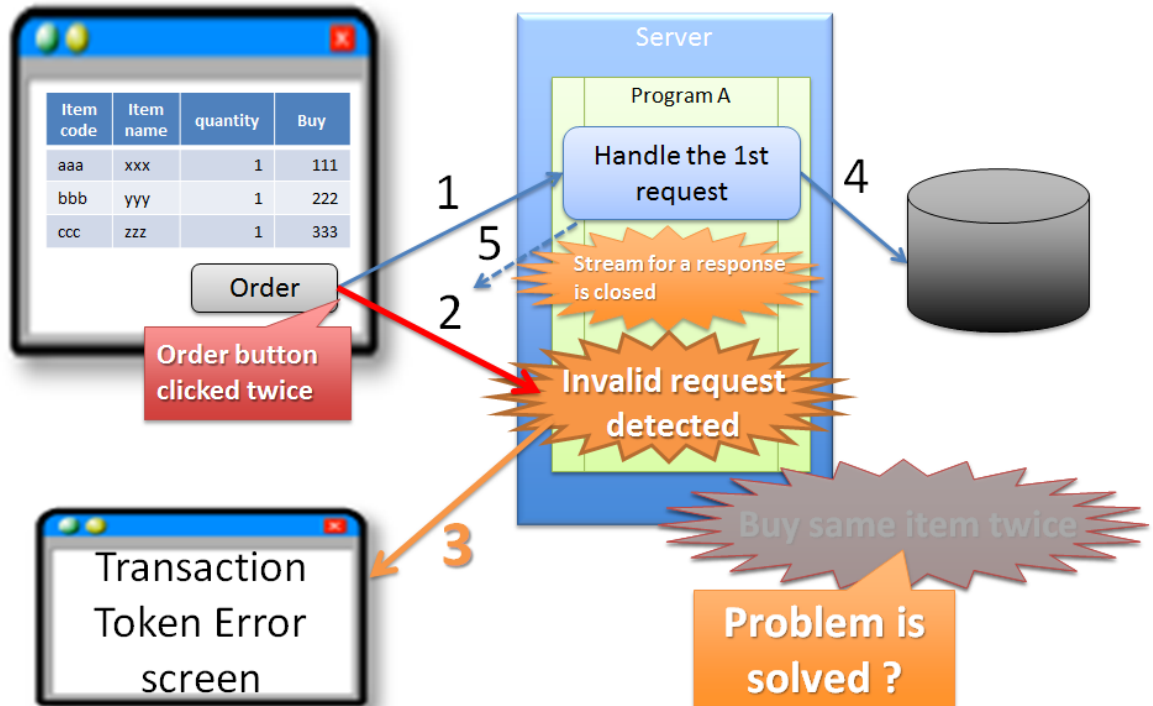 Server
Program A
Item code
Item name
quantity
Buy
aaa xxx 1 111
bbb yyy 1 222
ccc zzz 1 333
Order
Order button
clicked twice
1
Handle the 1st
request
4
5
Stream for a response
is closed
2
Invalid request
detected
3
Buy same item twice
Problem is
solved ?
Transaction
Token Error
screen